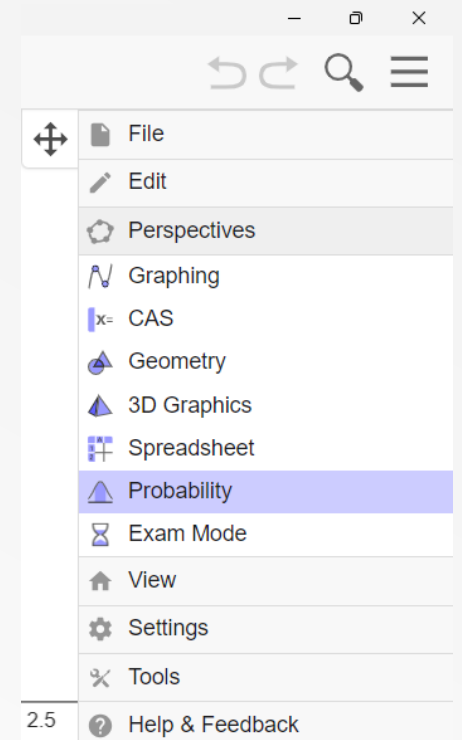 File
Edit
Perspectives
Graphing
x=
CAS
Geometry
3D Graphics
Spreadsheet
Probability
Exam Mode
View
Settings
Tools
2.5
Help & Feedback